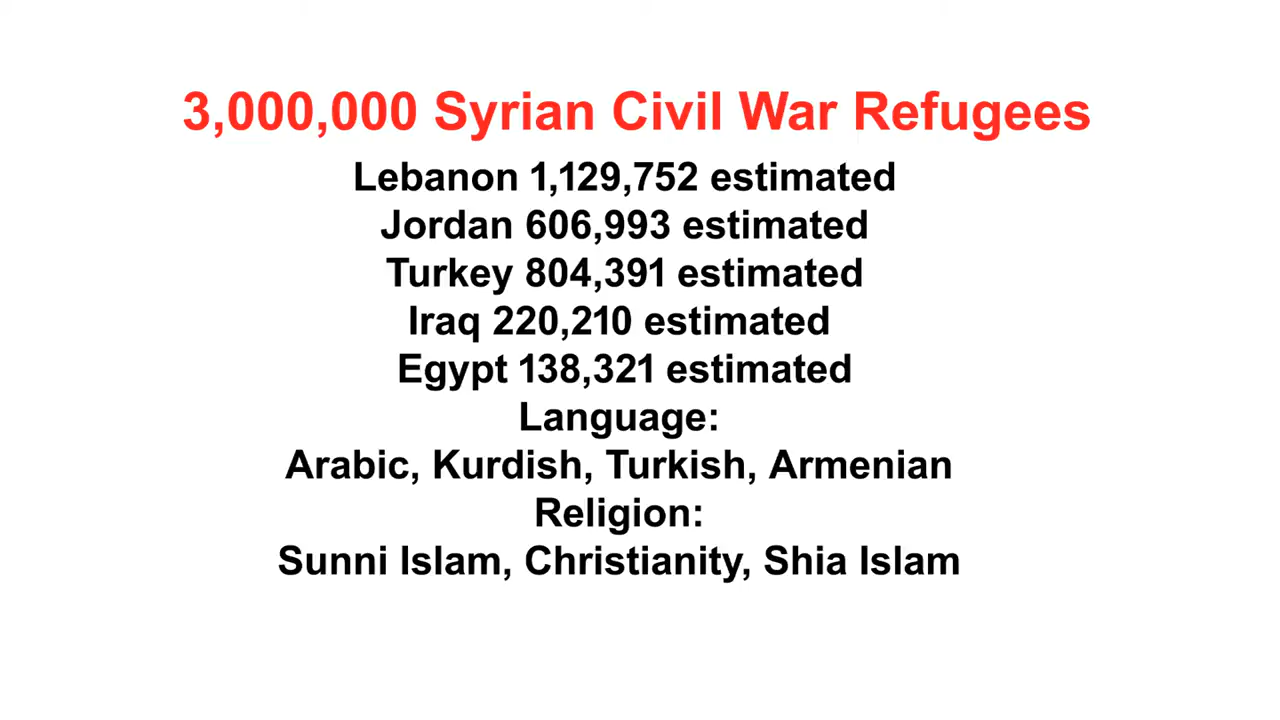 3,000,000 Syrian Civil War Refugees
Lebanon 1,129,752 estimated
Jordan 606,993 estimated
Turkey 804,391 estimated
Iraq 220,210 estimated
Egypt 138,321 estimated
Language:
Arabic, Kurdish, Turkish, Armenian
Religion:
Sunni Islam, Christianity, Shia Islam